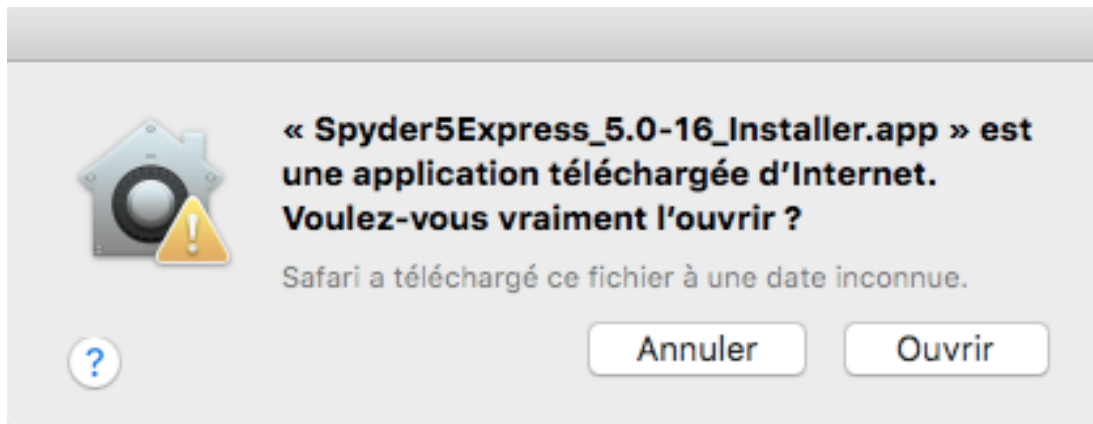 « Spyder5Express_5.0-16_Installer.app » est
une application téléchargée d’Internet.
Voulez-vous vraiment l’ouvrir ?
Safari a téléchargé ce fichier à une date inconnue.
?
Annuler
Ouvrir